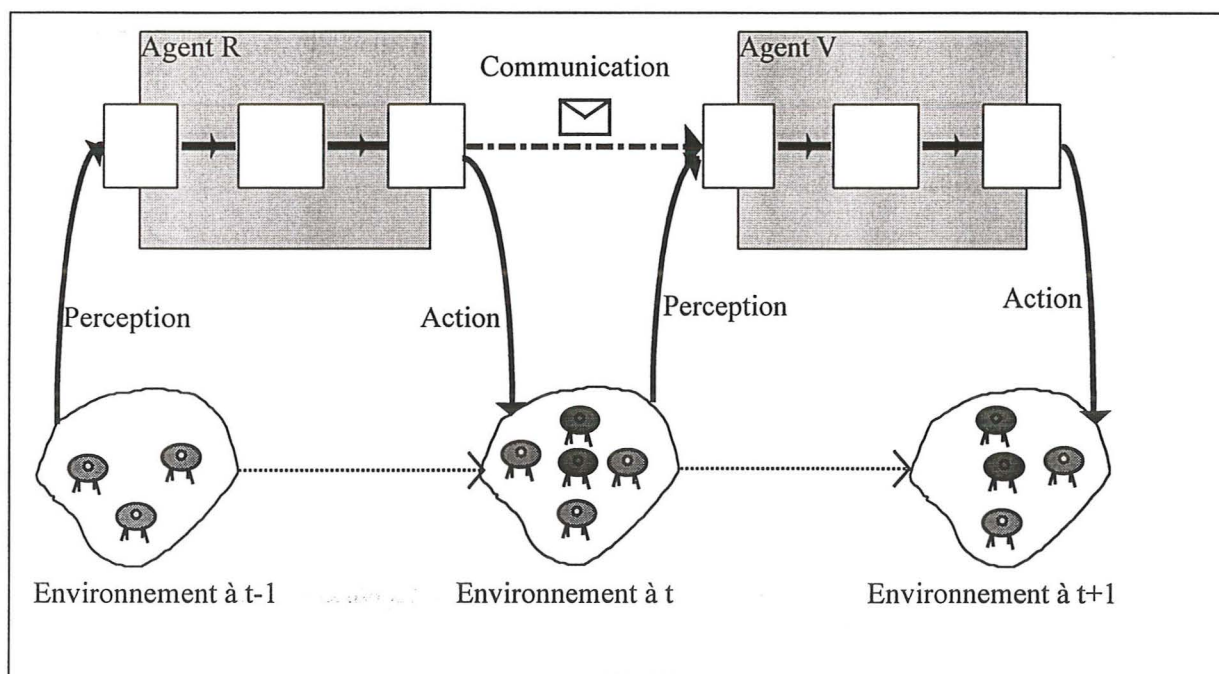 Agent R
Communication
Agent V
Perception
Action
Perception
Action
Environnement à t-1
Environnement à t
Environnement à t+1